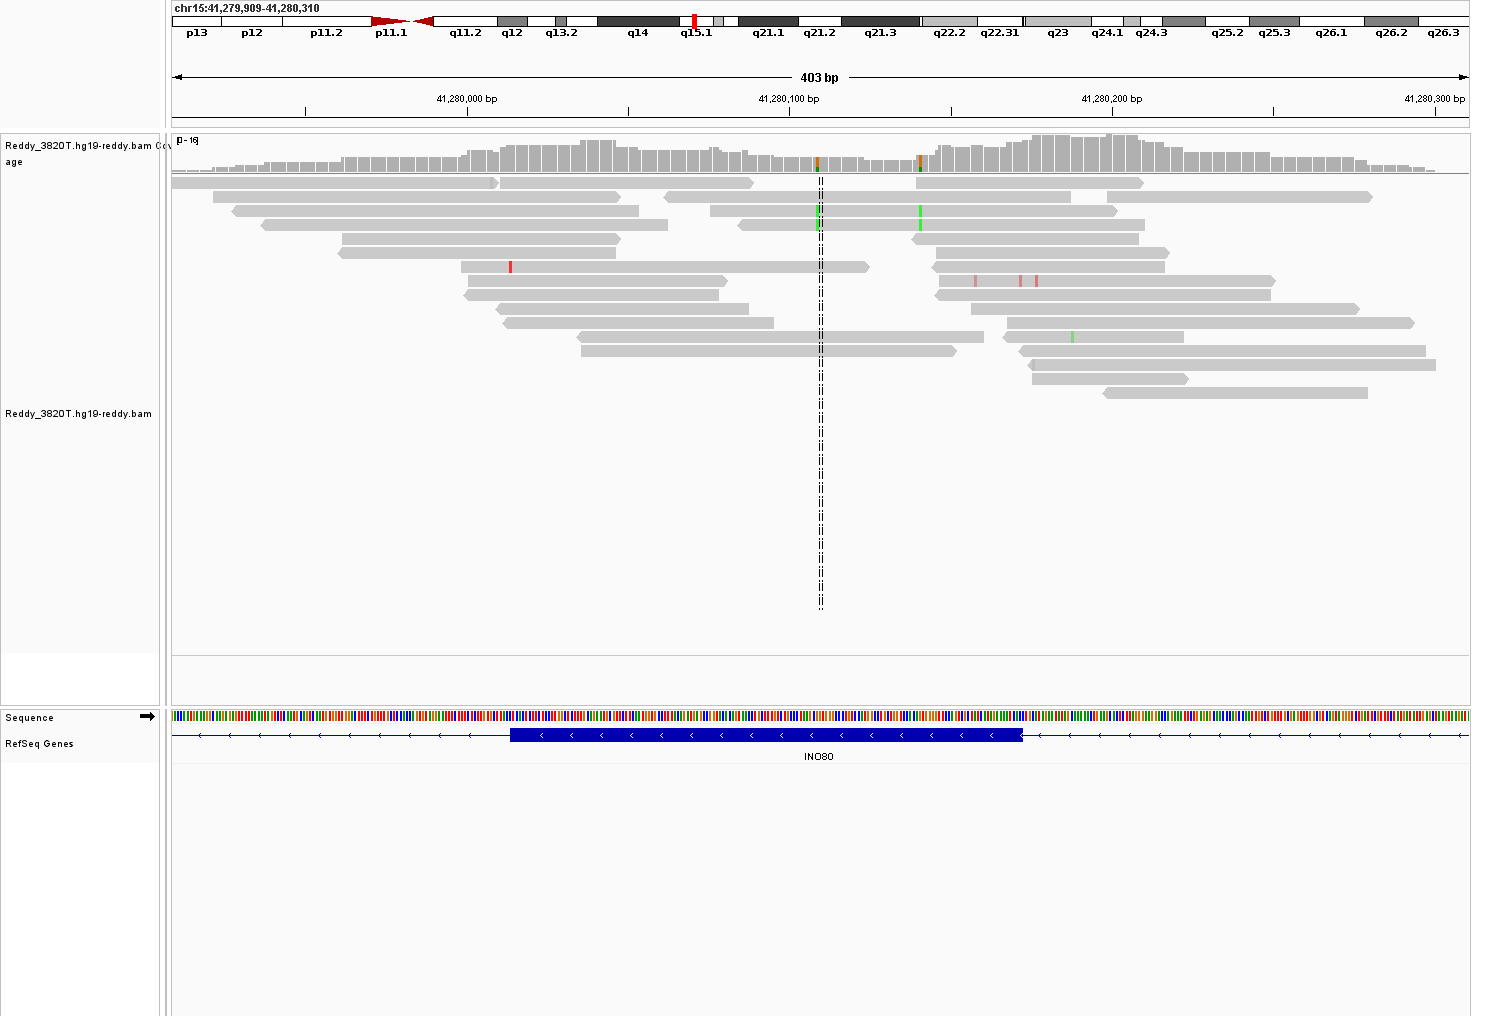 chr15:41,279,909-41,280,310
p13 p12 p11.2 p11.1 q11.2 q12 q13.2 q14 q15.1 q21.1 q21.2 q21.3 q22.2 q22.31 q23 q24.1 q24.3 q25.2 q25.3 q26.1 q26.2 q26.3
403 bp
41,280,000 bp 41,280,100 bp 41,280,200 bp 41,280,300 bp
[0 - 16]
Reddy_3820T.hg19-reddy.bam Cov
age
Reddy_3820T.hg19-reddy.bam
Sequence
RefSeq Genes
INO80